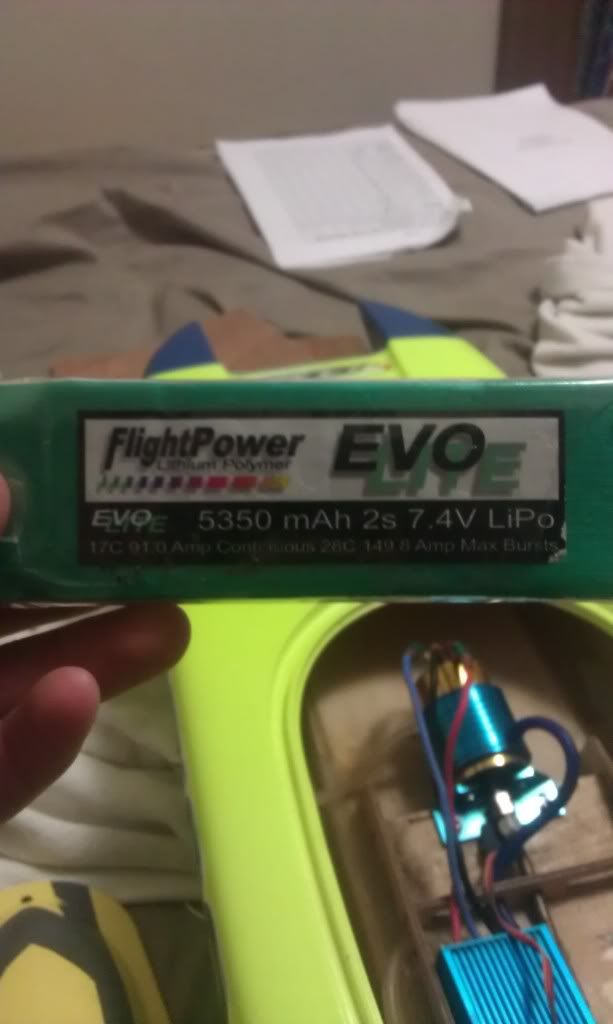 FlightPower
Lithium Polymer
EVO LITE
EVO LITE 5350 mAh 2s 7.4V LiPo
17C 91.0 Amp Continuous 28C 149.8 Amp Max Bursts